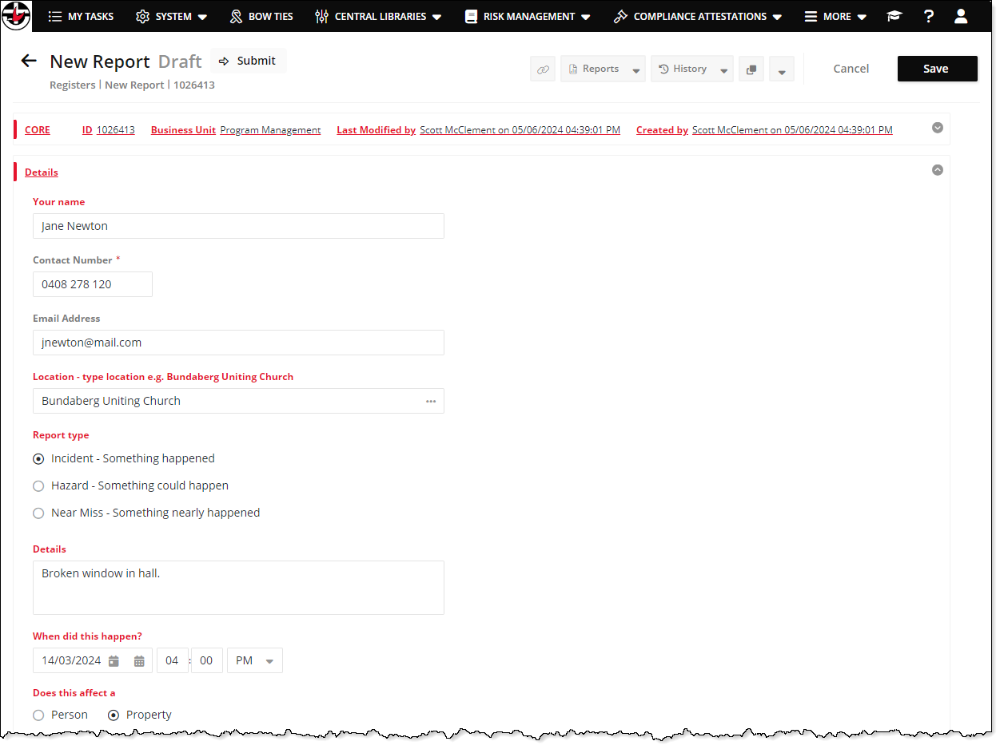 MY TASKS SYSTEM BOW TIES CENTRAL LIBRARIES RISK MANAGEMENT COMPLIANCE ATTESTATIONS MORE ?
New Report Draft Submit Reports History Cancel Save
Registers | New Report | 1026413
CORE ID 1026413 Business Unit Program Management Last Modified by Scott McClement on 05/06/2024 04:39:01 PM Created by Scott McClement on 05/06/2024 04:39:01 PM
Details
Your name
Jane Newton
Contact Number *
0408 278 120
Email Address
jnewton@mail.com
Location - type location e.g. Bundaberg Uniting Church
Bundaberg Uniting Church ...
Report type
Incident - Something happened
Hazard - Something could happen
Near Miss - Something nearly happened
Details
Broken window in hall.
When did this happen?
14/03/2024 04 : 00 PM
Does this affect a
Person Property